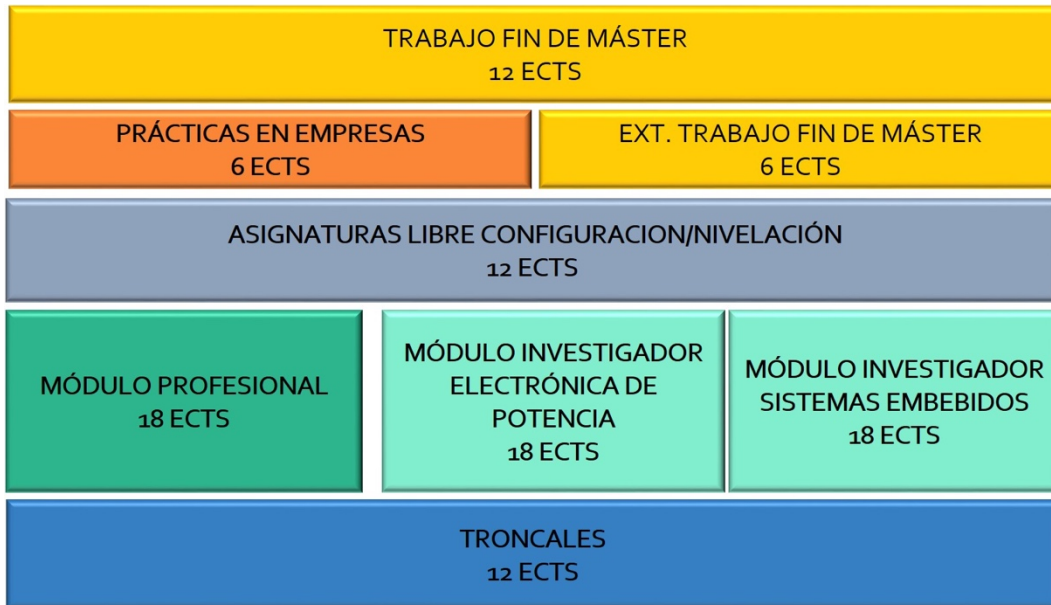 TRABAJO FIN DE MÁSTER
12 ECTS
PRÁCTICAS EN EMPRESAS
6 ECTS
EXT. TRABAJO FIN DE MÁSTER
6 ECTS
ASIGNATURAS LIBRE CONFIGURACION/NIVELACIÓN
12 ECTS
MÓDULO PROFESIONAL
18 ECTS
MÓDULO INVESTIGADOR
ELECTRÓNICA DE
POTENCIA
18 ECTS
MÓDULO INVESTIGADOR
SISTEMAS EMBEBIDOS
18 ECTS
TRONCALES
12 ECTS